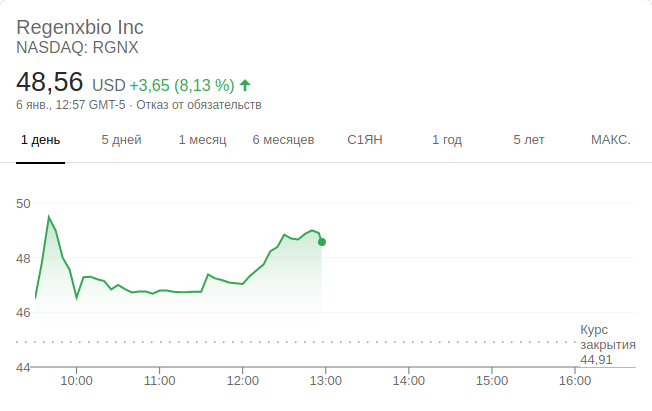 Regenxbio Inc
NASDAQ: RGNX
48,56 USD +3,65 (8,13 %)
6 янв., 12:57 GMT-5 · Отказ от обязательств
1 день 5 дней 1 месяц 6 месяцев С1ЯН 1 год 5 лет МАКС.
50
48
46
Курс
закрытия
44,91
44
10:00 11:00 12:00 13:00 14:00 15:00 16:00